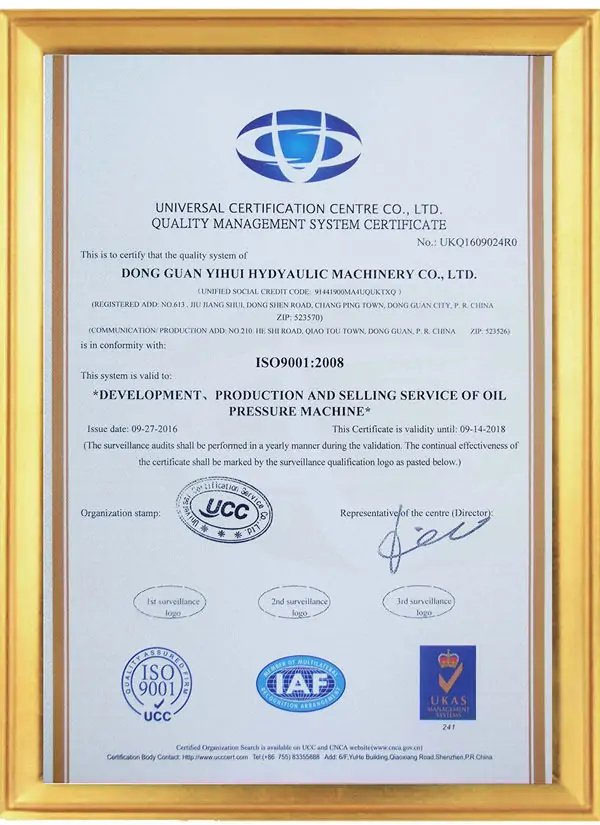 UNIVERSAL CERTIFICATION CENTRE CO., LTD.
QUALITY MANAGEMENT SYSTEM CERTIFICATE
No.: UKQ1609024R0
This is to certify that the quality system of
DONG GUAN YIHUI HYDYAULIC MACHINERY CO., LTD.
(UNIFIED SOCIAL CREDIT CODE: 91441900MA4UQUKTXQ )
(REGISTERED ADD: NO.613 , JIU JIANG SHUI, DONG SHEN ROAD, CHANG PING TOWN, DONG GUAN CITY, P. R. CHINA
ZIP: 523570)
(COMMUNICATION/ PRODUCTION ADD: NO.210, HE SHI ROAD, QIAO TOU TOWN, DONG GUAN, P. R. CHINA ZIP: 523526)
is in conformity with:
ISO9001:2008
This system is valid to:
*DEVELOPMENT、PRODUCTION AND SELLING SERVICE OF OIL
PRESSURE MACHINE*
Issue date: 09-27-2016 This Certificate is validity until: 09-14-2018
(The surveillance audits shall be performed in a yearly manner during the validation. The continual effectiveness of
the certificate shall be marked by the surveillance qualification logo as pasted below.)
Organization stamp: Representative of the centre (Director):
Universal Certification Service Co.,Ltd
UCC
1st surveillance
logo
2nd surveillance
logo
3rd surveillance
logo
QUALITY ASSURED FIRM
ISO
9001
UCC
MEMBER OF MULTILATERAL
IAF
RECOGNITION ARRANGEMENT
UKAS
MANAGEMENT
SYSTEMS
241
Certified Organization Search is available on UCC and CNCA website(www.cnca.gov.cn)
Certification Body Contact: Http://www.uccert.com Tel:(+86 755) 83355888 Add: 6/F,YuHe Building,Qiaoxiang Road,Shenzhen,P.R.China